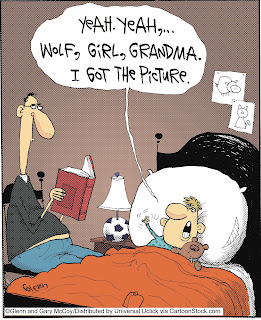 YEAH. YEAH,...
WOLF, GIRL, GRANDMA.
I GOT THE PICTURE.
©Glenn and Gary McCoy/Distributed by Universal Uclick via CartoonStock.com